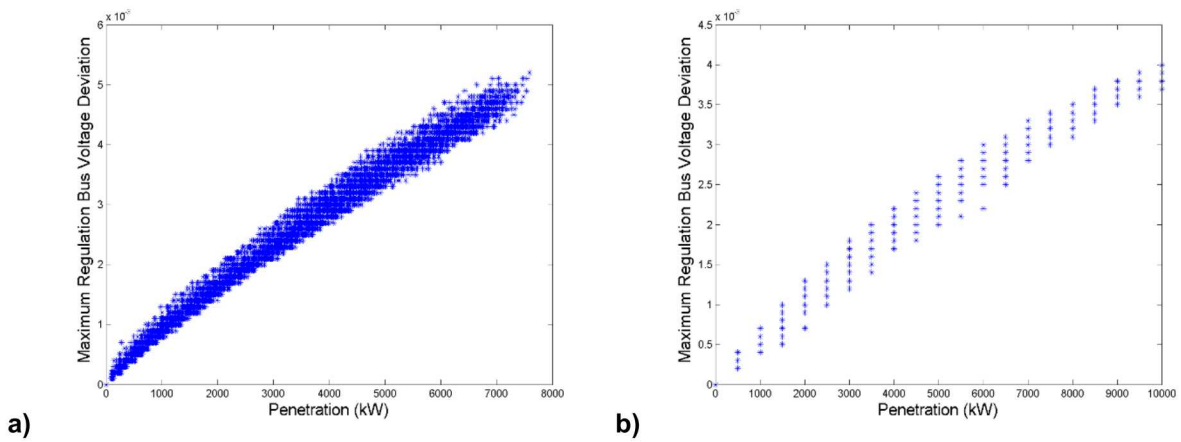 x 10⁻³
6
5
4
3
2
1
0
0 1000 2000 3000 4000 5000 6000 7000 8000
Maximum Regulation Bus Voltage Deviation
Penetration (kW)
a)
4.5
4
3.5
3
2.5
2
1.5
1
0.5
0
0 1000 2000 3000 4000 5000 6000 7000 8000 9000 10000
Maximum Regulation Bus Voltage Deviation
Penetration (kW)
b)